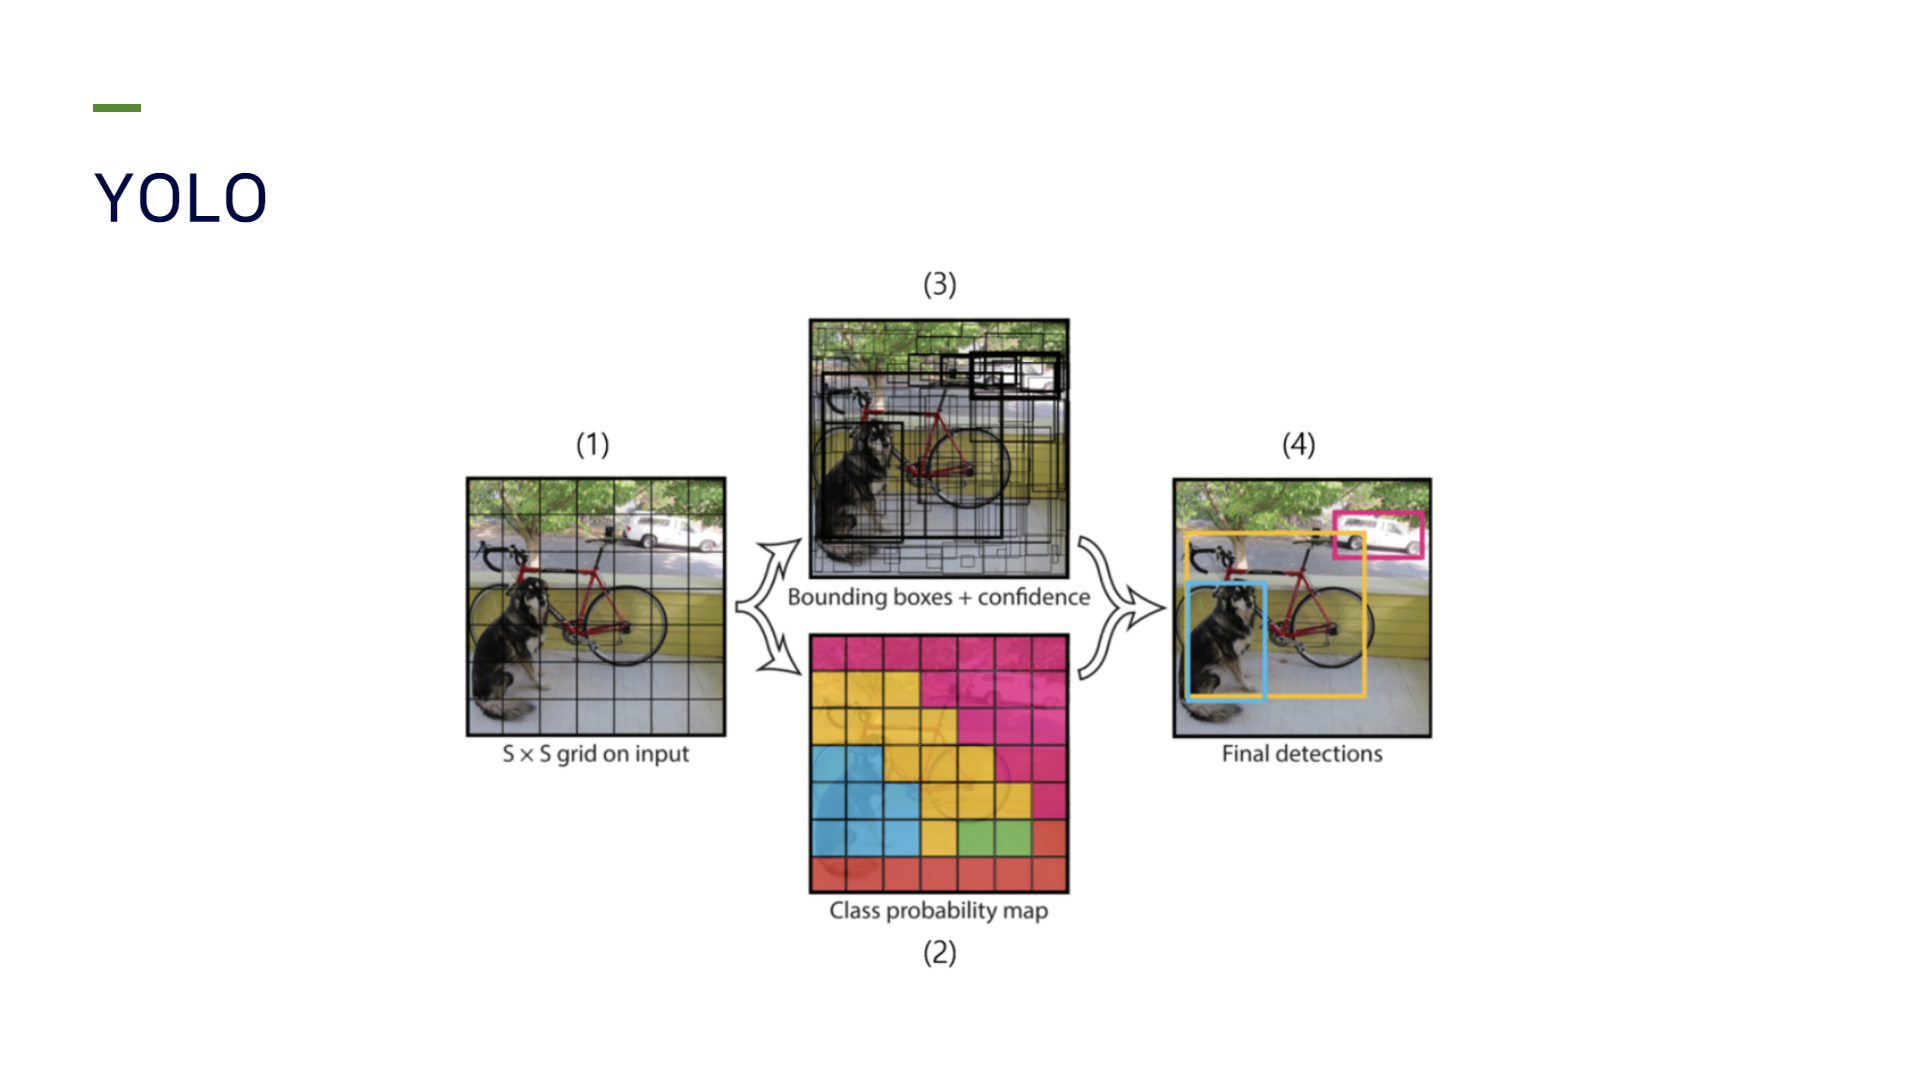 YOLO
(3)
(1)
(4)
Bounding boxes + confidence
S × S grid on input
Final detections
Class probability map
(2)